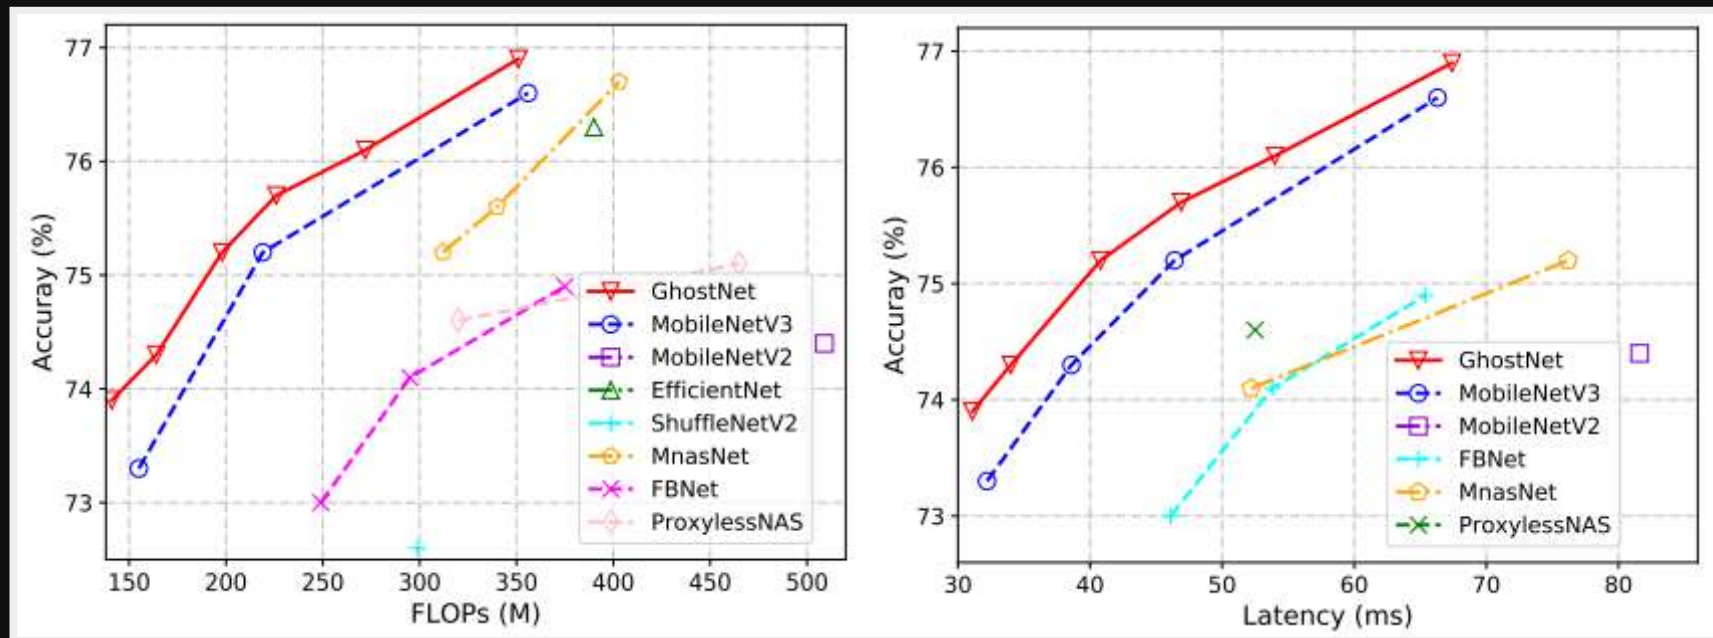 77
76
75
74
73
Accuray (%)
150 200 250 300 350 400 450 500
FLOPs (M)
GhostNet
MobileNetV3
MobileNetV2
EfficientNet
ShuffleNetV2
MnasNet
FBNet
ProxylessNAS
77
76
75
74
73
Accuray (%)
30 40 50 60 70 80
Latency (ms)
GhostNet
MobileNetV3
MobileNetV2
FBNet
MnasNet
ProxylessNAS